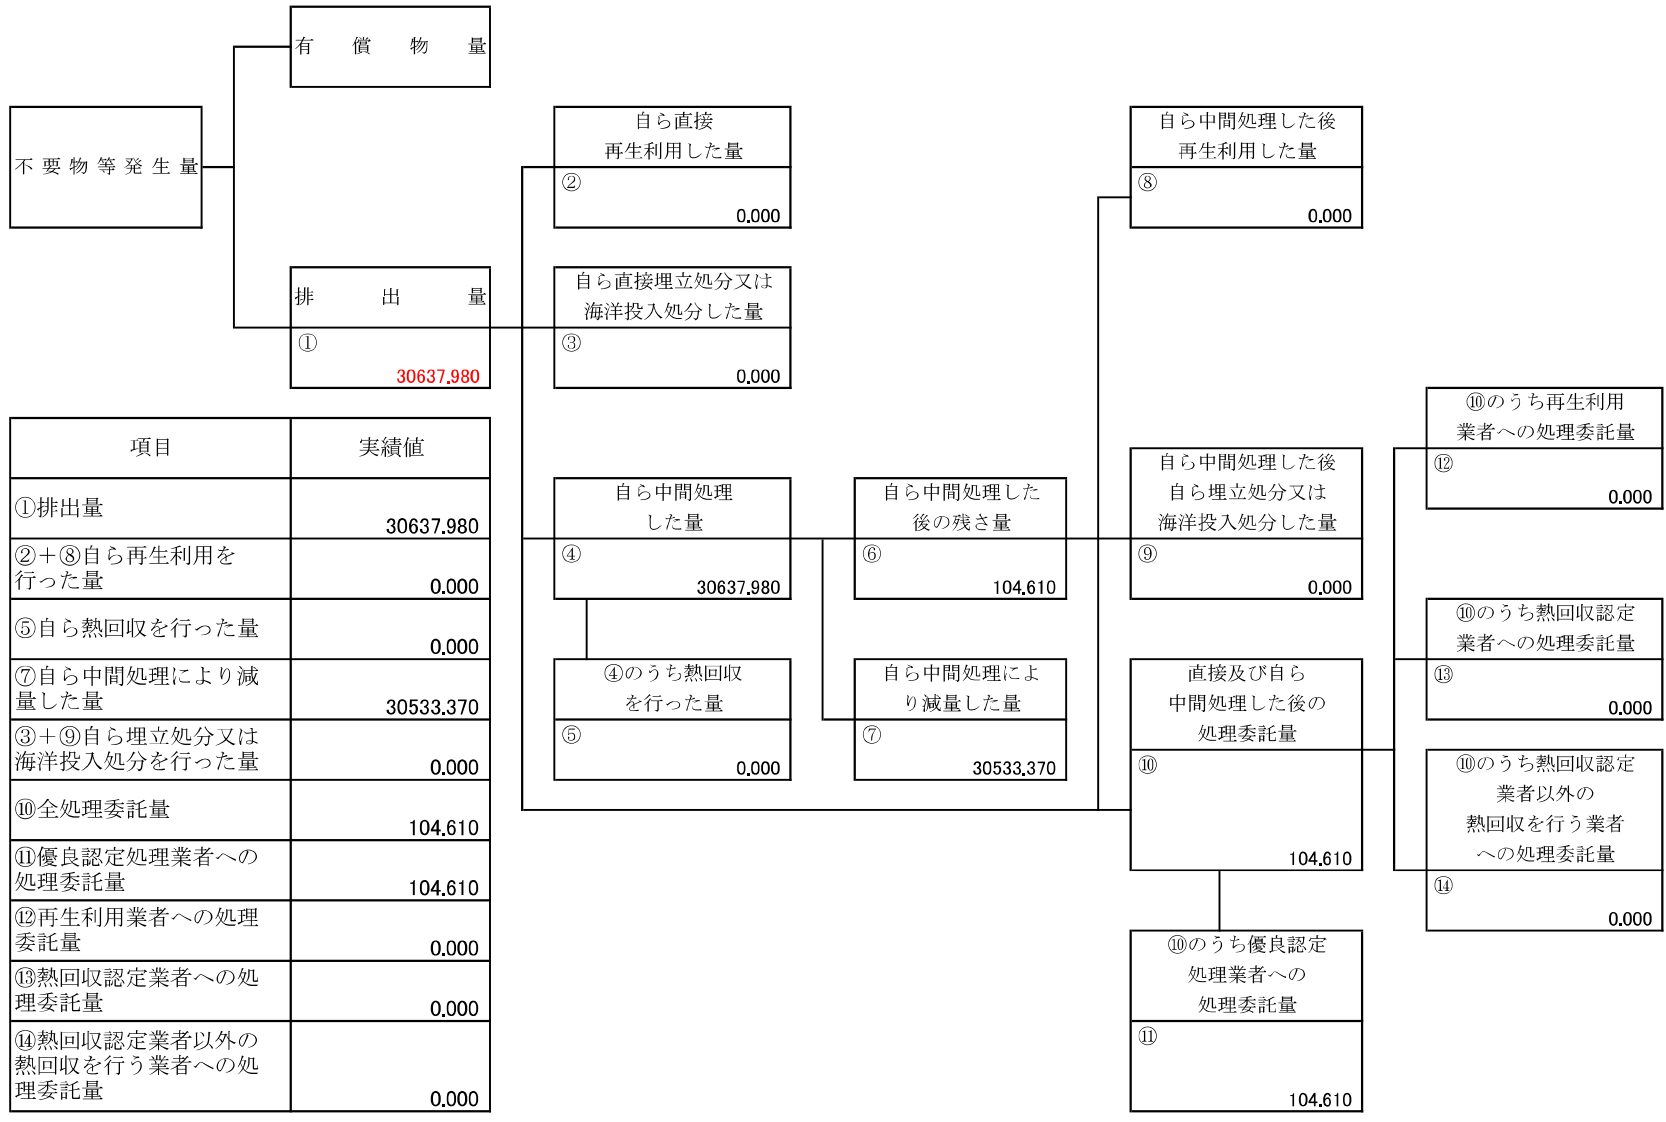 有償物量
不要物等発生量
排出量
①
30637.980
自ら直接
再生利用した量
②
0.000
自ら直接埋立処分又は
海洋投入処分した量
③
0.000
自ら中間処理した後
再生利用した量
⑧
0.000
自ら中間処理
した量
④
30637.980
④のうち熱回収
を行った量
⑤
0.000
自ら中間処理した
後の残さ量
⑥
104.610
自ら中間処理によ
り減量した量
⑦
30533.370
自ら中間処理した後
自ら埋立処分又は
海洋投入処分した量
⑨
0.000
直接及び自ら
中間処理した後の
処理委託量
⑩
104.610
⑩のうち優良認定
処理業者への
処理委託量
⑪
104.610
⑩のうち再生利用
業者への処理委託量
⑫
0.000
⑩のうち熱回収認定
業者への処理委託量
⑬
0.000
⑩のうち熱回収認定
業者以外の
熱回収を行う業者
への処理委託量
⑭
0.000
項目
実績値
①排出量
30637.980
②＋⑧自ら再生利用を
行った量
0.000
⑤自ら熱回収を行った量
0.000
⑦自ら中間処理により減
量した量
30533.370
③＋⑨自ら埋立処分又は
海洋投入処分を行った量
0.000
⑩全処理委託量
104.610
⑪優良認定処理業者への
処理委託量
104.610
⑫再生利用業者への処理
委託量
0.000
⑬熱回収認定業者への処
理委託量
0.000
⑭熱回収認定業者以外の
熱回収を行う業者への処
理委託量
0.000